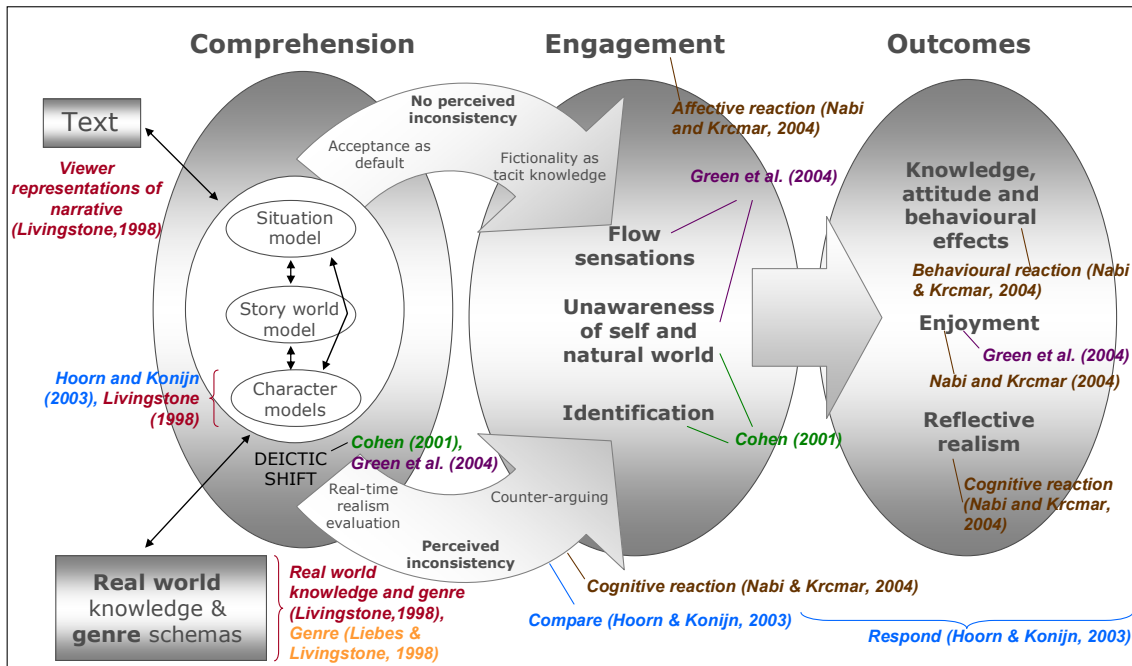 Comprehension
Engagement
Outcomes
Text
Viewer
representations of
narrative
(Livingstone,1998)
No perceived
inconsistency
Acceptance as
default
Fictionality as
tacit knowledge
Affective reaction (Nabi
and Krcmar, 2004)
Green et al. (2004)
Situation
model
Story world
model
Character
models
Hoorn and Konijn
(2003), Livingstone
(1998)
DEICTIC
SHIFT
Cohen (2001),
Green et al. (2004)
Real-time
realism
evaluation
Counter-arguing
Perceived
inconsistency
Flow
sensations
Unawareness
of self and
natural world
Identification
Cohen (2001)
Knowledge,
attitude and
behavioural
effects
Behavioural reaction (Nabi
& Krcmar, 2004)
Enjoyment
Green et al. (2004)
Nabi and Krcmar (2004)
Reflective
realism
Cognitive reaction
(Nabi and Krcmar,
2004)
Real world
knowledge &
genre schemas
Real world
knowledge and genre
(Livingstone,1998),
Genre (Liebes &
Livingstone, 1998)
Cognitive reaction (Nabi & Krcmar, 2004)
Compare (Hoorn & Konijn, 2003)
Respond (Hoorn & Konijn, 2003)